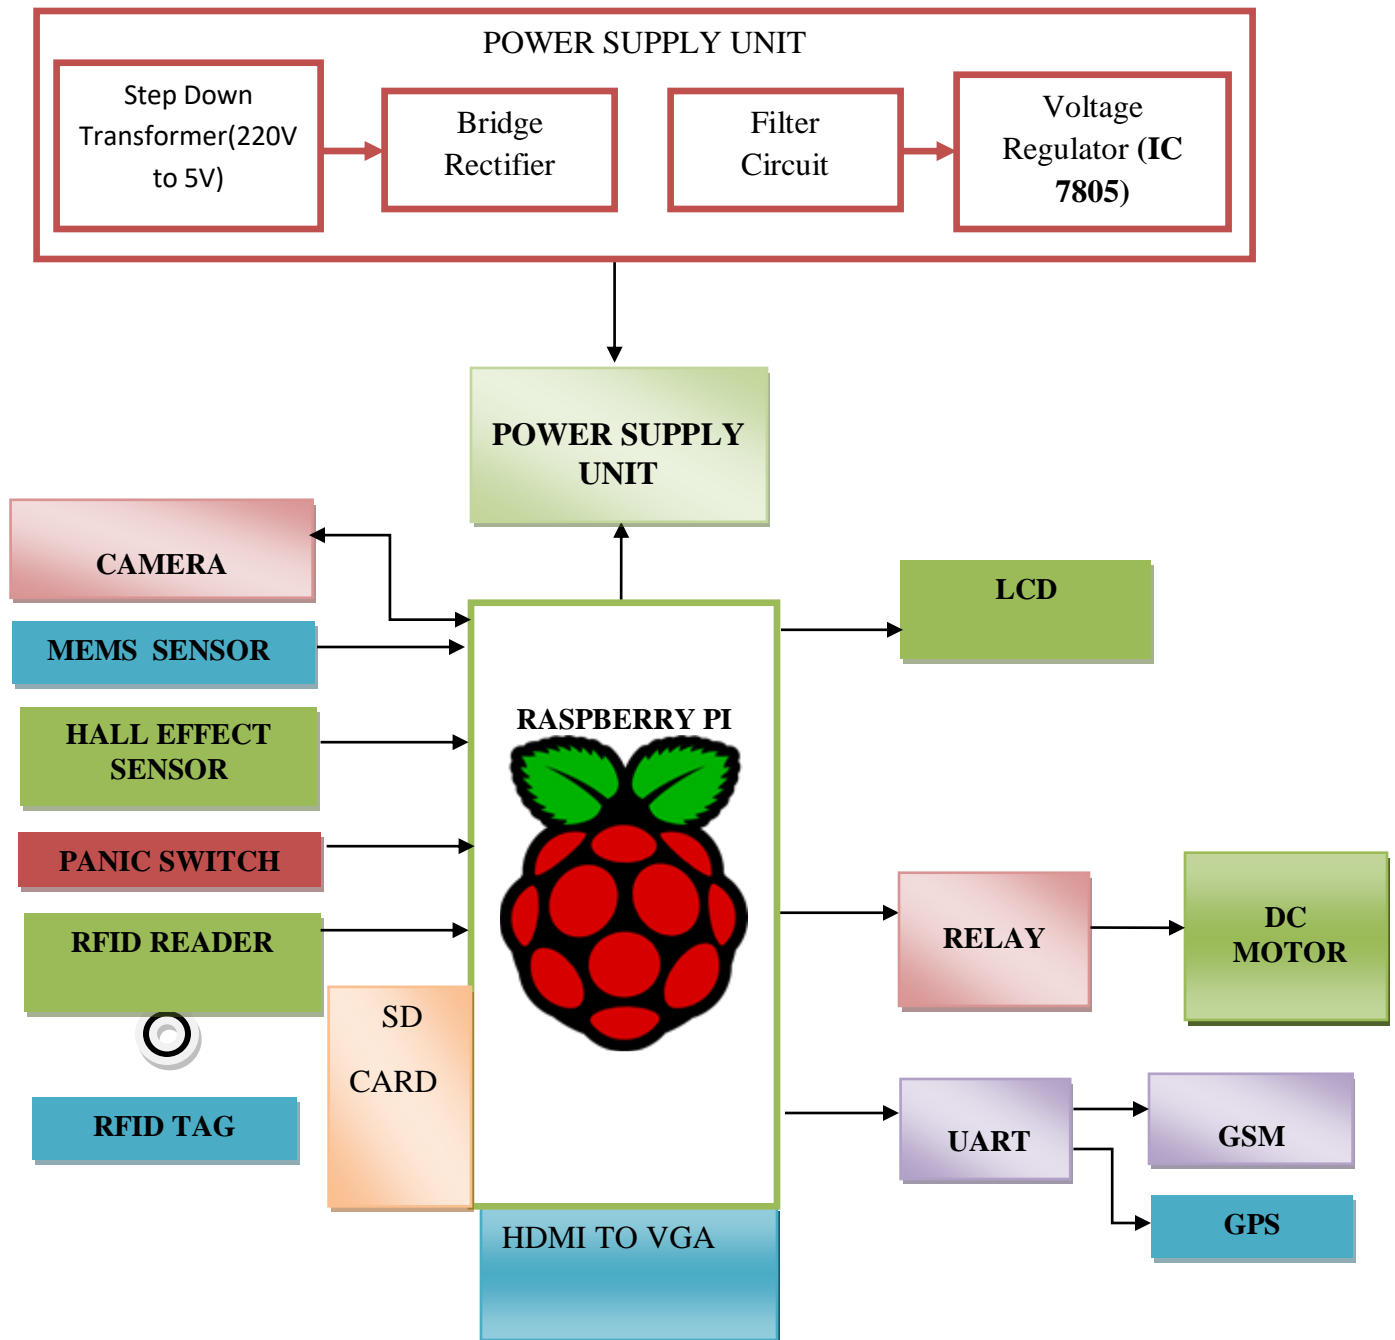 POWER SUPPLY UNIT
Step Down
Transformer(220V
to 5V)
Bridge
Rectifier
Filter
Circuit
Voltage
Regulator (IC
7805)
POWER SUPPLY
UNIT
CAMERA
MEMS SENSOR
HALL EFFECT
SENSOR
PANIC SWITCH
RFID READER
RFID TAG
SD
CARD
RASPBERRY PI
HDMI TO VGA
LCD
RELAY
DC
MOTOR
UART
GSM
GPS